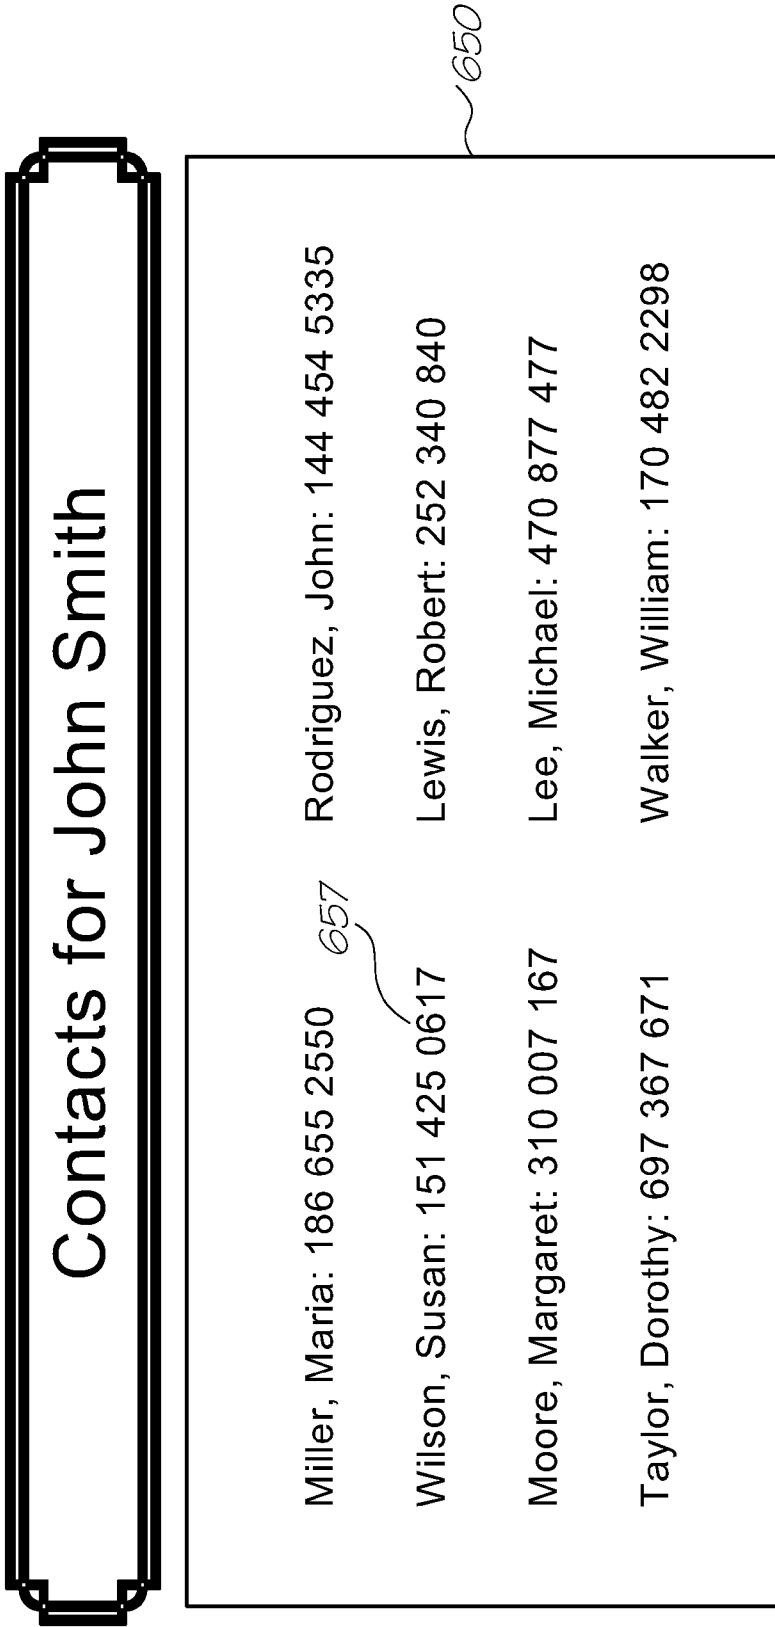 Contacts for John Smith
650
Miller, Maria: 186 655 2550
Rodriguez, John: 144 454 5335
657
Wilson, Susan: 151 425 0617
Lewis, Robert: 252 340 840
Moore, Margaret: 310 007 167
Lee, Michael: 470 877 477
Taylor, Dorothy: 697 367 671
Walker, William: 170 482 2298